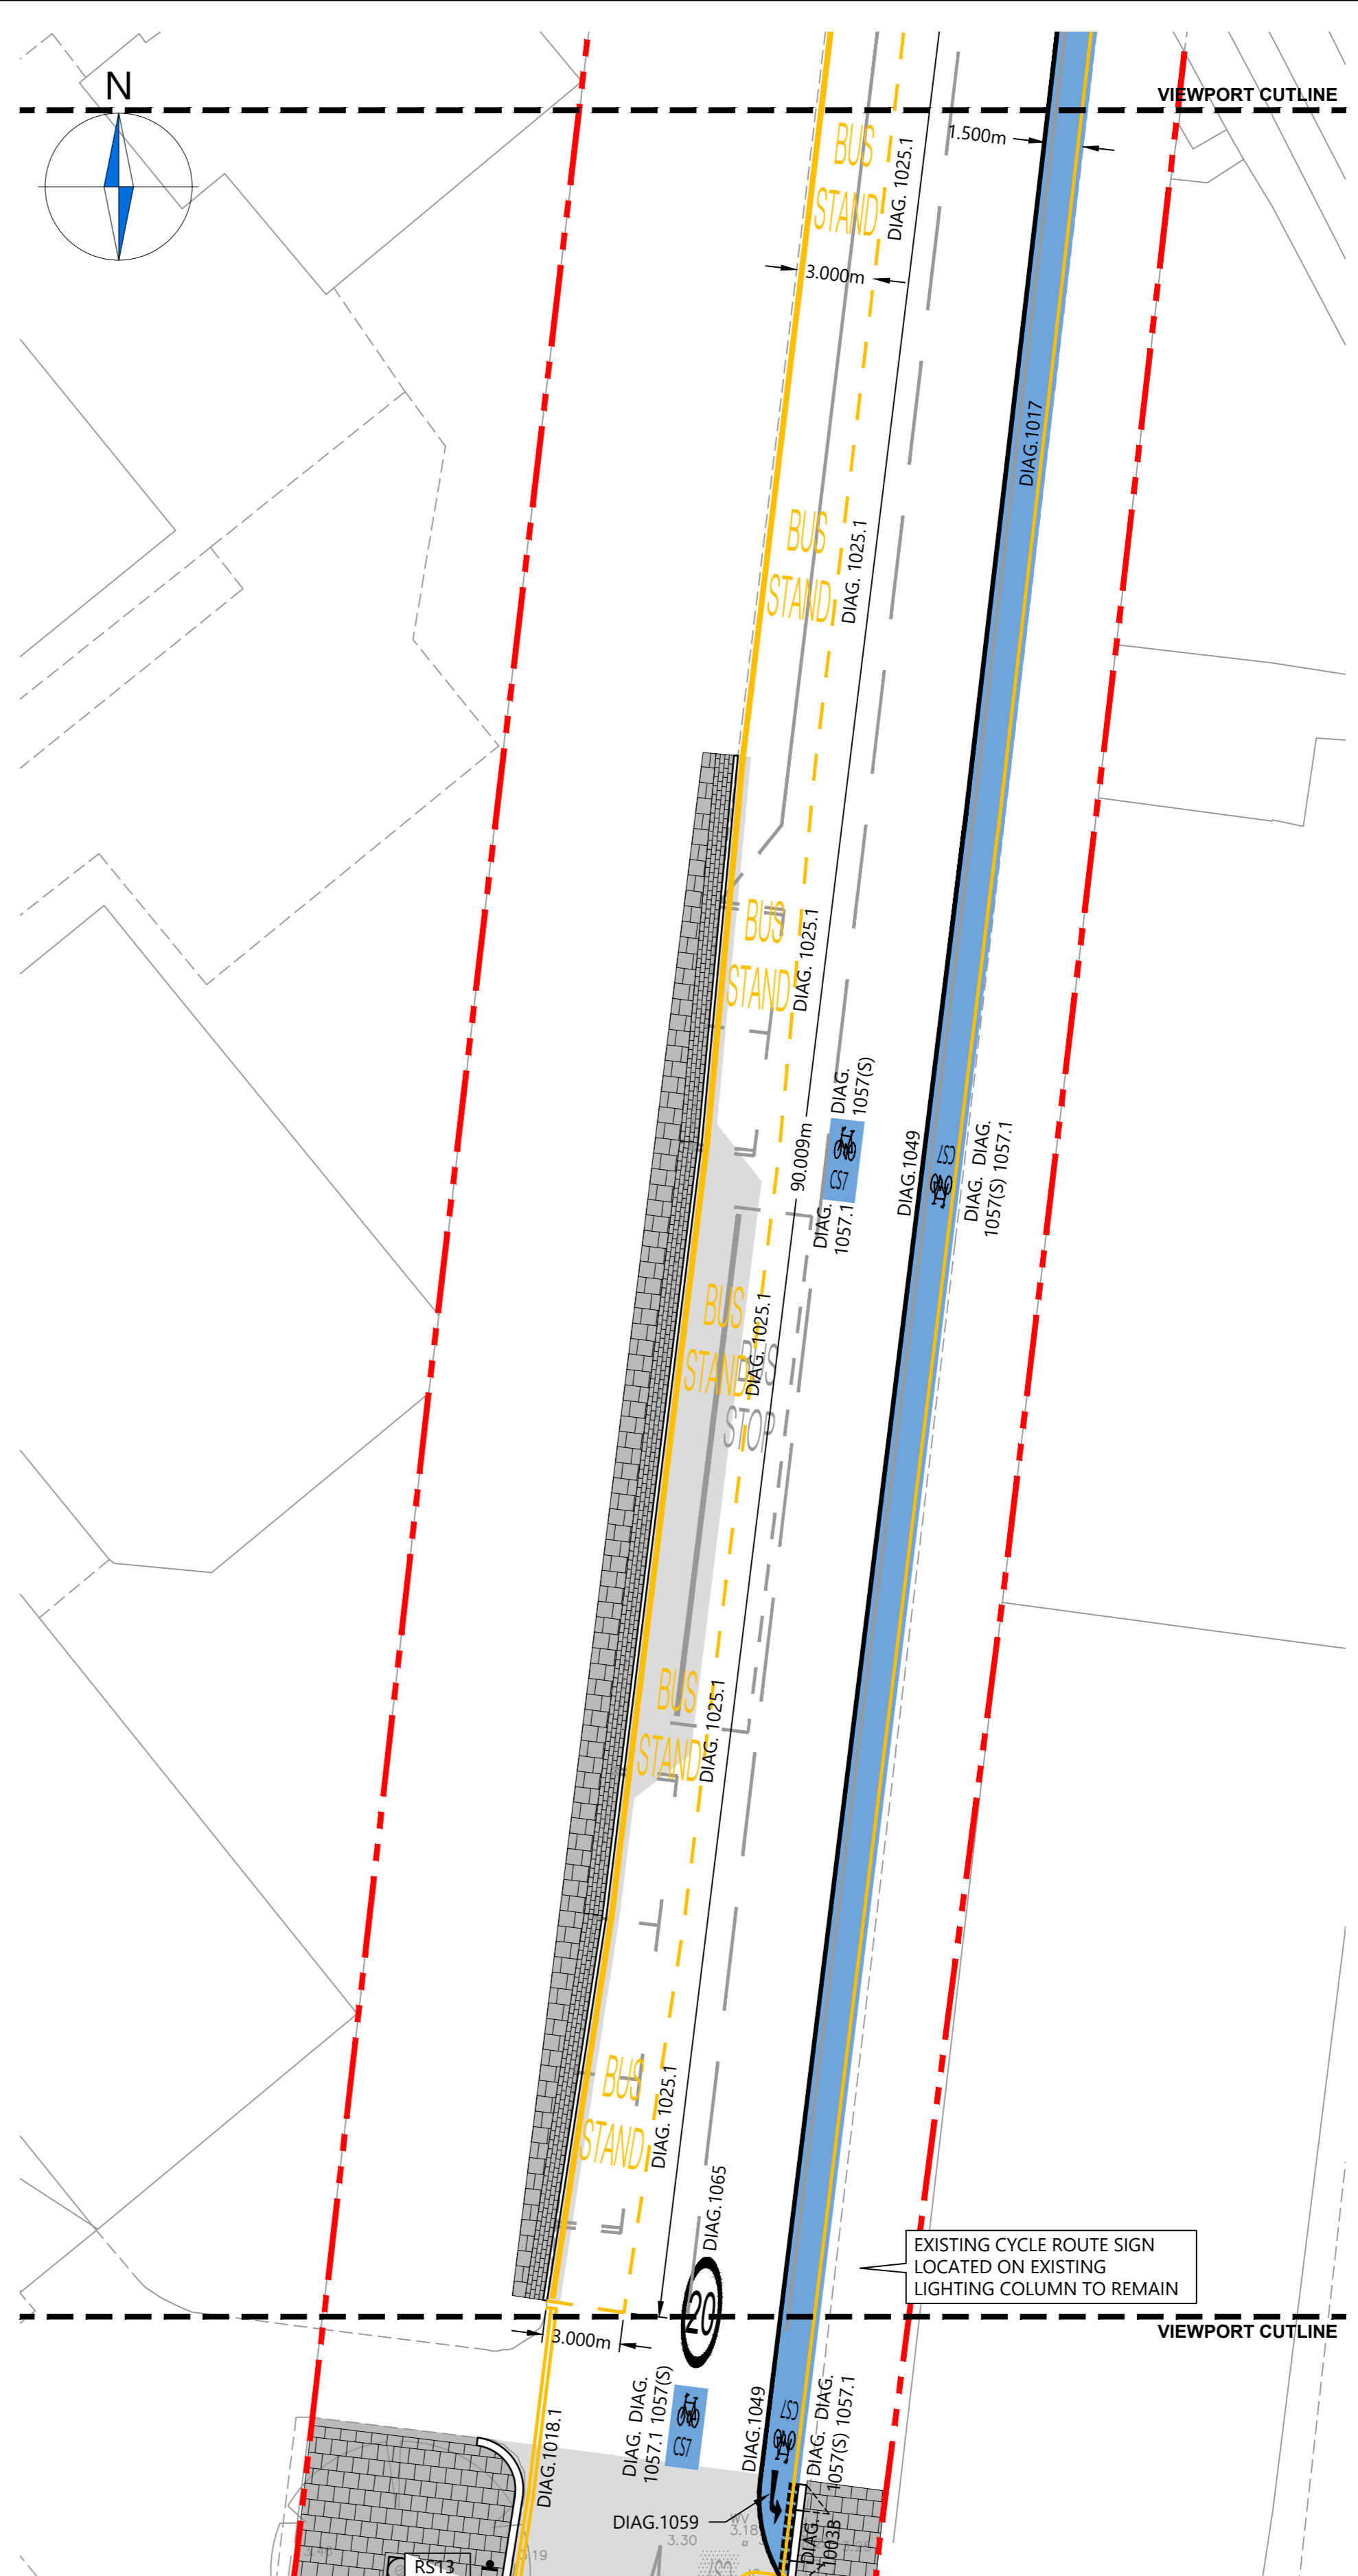 N
VIEWPORT CUTLINE
1.500m
BUS
STAND
DIAG. 1025.1
3.000m
DIAG.1017
BUS
STAND
DIAG. 1025.1
BUS
STAND
DIAG. 1025.1
90.009m
DIAG.
1057(S)
CS7
DIAG.
1057.1
DIAG.1049
CS7
DIAG. DIAG.
1057(S) 1057.1
BUS
STAND
DIAG. 1025.1
BUS
STOP
BUS
STAND
DIAG. 1025.1
BUS
STAND
DIAG. 1025.1
DIAG.1065
20
EXISTING CYCLE ROUTE SIGN
LOCATED ON EXISTING
LIGHTING COLUMN TO REMAIN
VIEWPORT CUTLINE
3.000m
DIAG.1018.1
DIAG. DIAG.
1057.1 1057(S)
CS7
DIAG.1049
CS7
DIAG. DIAG.
1057(S) 1057.1
DIAG.1059
DIAG.
1003B
WV
3.18
3.30
RS13